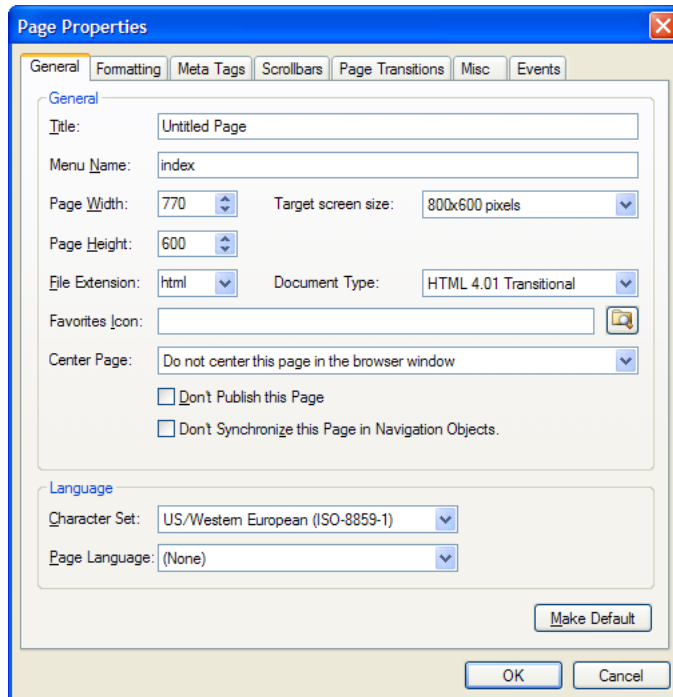 Page Properties
General Formatting Meta Tags Scrollbars Page Transitions Misc Events
General
Title: Untitled Page
Menu Name: index
Page Width: 770 Target screen size: 800x600 pixels
Page Height: 600
File Extension: html Document Type: HTML 4.01 Transitional
Favorites Icon:
Center Page: Do not center this page in the browser window
Don't Publish this Page
Don't Synchronize this Page in Navigation Objects.
Language
Character Set: US/Western European (ISO-8859-1)
Page Language: (None)
Make Default
OK Cancel